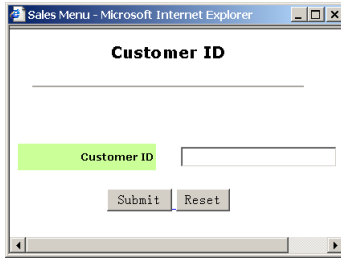 Sales Menu - Microsoft Internet Explorer
Customer ID
Customer ID
Submit Reset